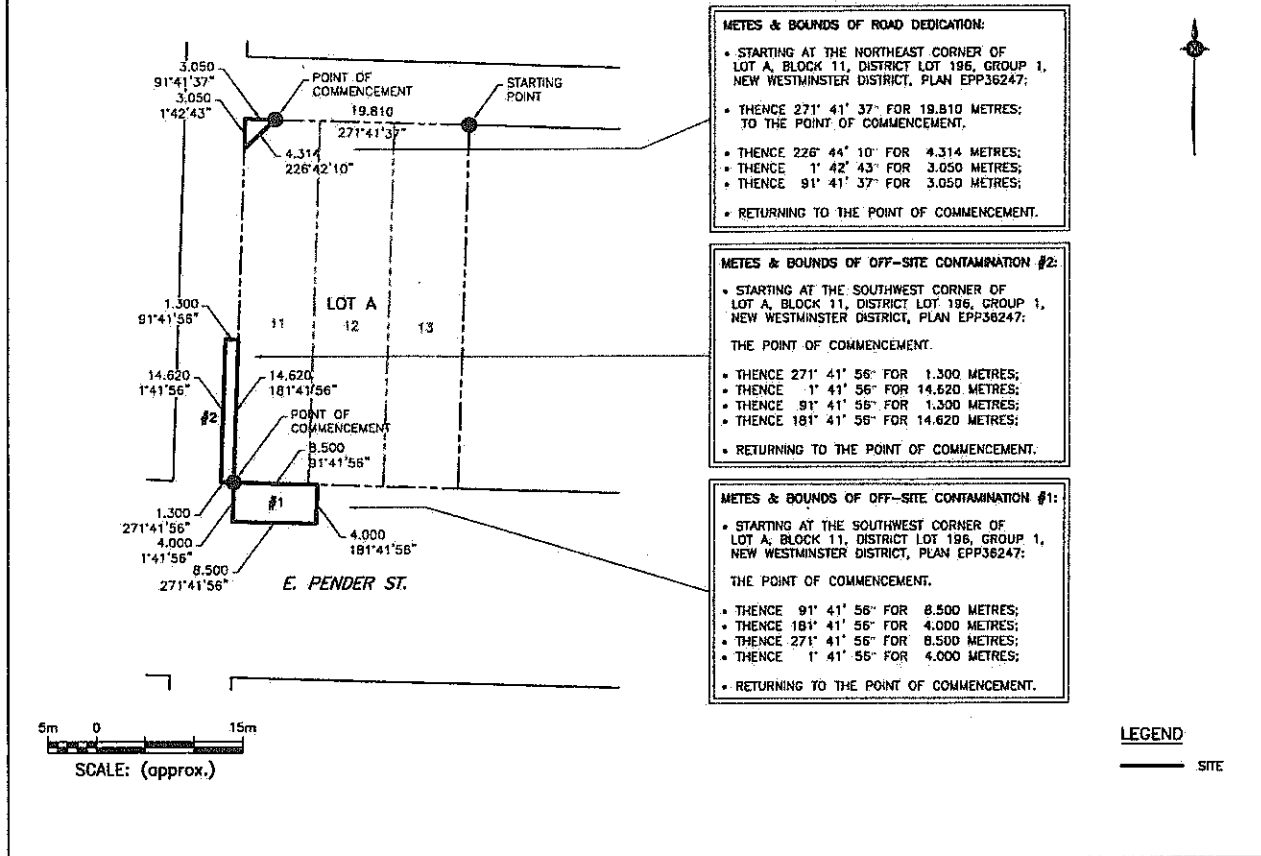 3.050
91°41'37"
3.050
1°42'43"
POINT OF
COMMENCEMENT
STARTING
POINT
19.810
271°41'37"
4.314
226°42'10"
1.300
91°41'56"
LOT A
11
12
13
14.620
1°41'56"
14.620
181°41'56"
#2
POINT OF
COMMENCEMENT
8.500
91°41'56"
#1
1.300
271°41'56"
4.000
1°41'56"
8.500
271°41'56"
4.000
181°41'56"
E. PENDER ST.
5m 0 15m
SCALE: (approx.)
METES & BOUNDS OF ROAD DEDICATION:
• STARTING AT THE NORTHEAST CORNER OF
LOT A, BLOCK 11, DISTRICT LOT 196, GROUP 1,
NEW WESTMINSTER DISTRICT, PLAN EPP36247;
• THENCE 271° 41' 37" FOR 19.810 METRES;
TO THE POINT OF COMMENCEMENT.
• THENCE 226° 44' 10" FOR 4.314 METRES;
• THENCE 1° 42' 43" FOR 3.050 METRES;
• THENCE 91° 41' 37" FOR 3.050 METRES;
• RETURNING TO THE POINT OF COMMENCEMENT.
METES & BOUNDS OF OFF-SITE CONTAMINATION #2:
• STARTING AT THE SOUTHWEST CORNER OF
LOT A, BLOCK 11, DISTRICT LOT 196, GROUP 1,
NEW WESTMINSTER DISTRICT, PLAN EPP36247:
THE POINT OF COMMENCEMENT.
• THENCE 271° 41' 56" FOR 1.300 METRES;
• THENCE 1° 41' 56" FOR 14.620 METRES;
• THENCE 91° 41' 56" FOR 1.300 METRES;
• THENCE 181° 41' 56" FOR 14.620 METRES;
• RETURNING TO THE POINT OF COMMENCEMENT.
METES & BOUNDS OF OFF-SITE CONTAMINATION #1:
• STARTING AT THE SOUTHWEST CORNER OF
LOT A, BLOCK 11, DISTRICT LOT 196, GROUP 1,
NEW WESTMINSTER DISTRICT, PLAN EPP36247:
THE POINT OF COMMENCEMENT.
• THENCE 91° 41' 56" FOR 8.500 METRES;
• THENCE 181° 41' 56" FOR 4.000 METRES;
• THENCE 271° 41' 56" FOR 8.500 METRES;
• THENCE 1° 41' 56" FOR 4.000 METRES;
• RETURNING TO THE POINT OF COMMENCEMENT.
LEGEND
SITE